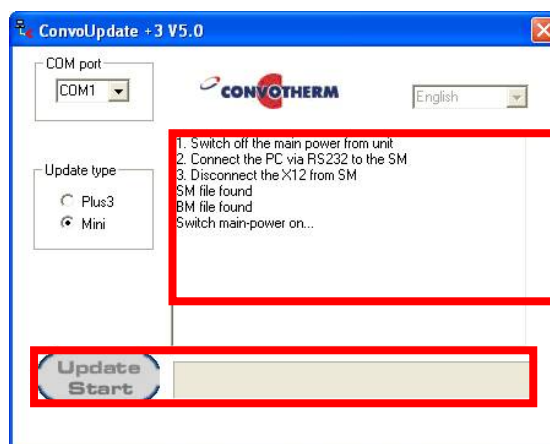 ConvoUpdate +3 V5.0
COM port
COM1
CONVOTHERM
English
1. Switch off the main power from unit
2. Connect the PC via RS232 to the SM
3. Disconnect the X12 from SM
SM file found
BM file found
Switch main-power on...
Update type
Plus3
Mini
Update
Start